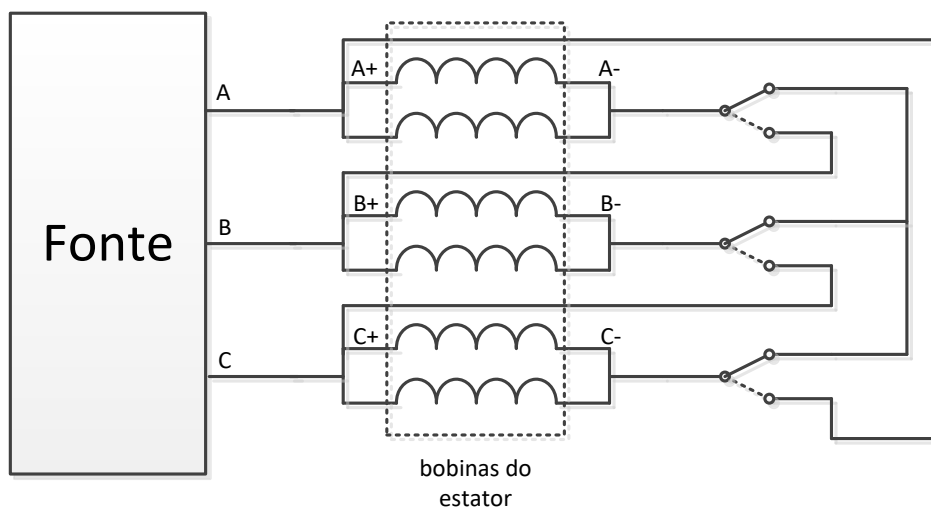 Fonte
A
A+
A-
B
B+
B-
C
C+
C-
bobinas do
estator